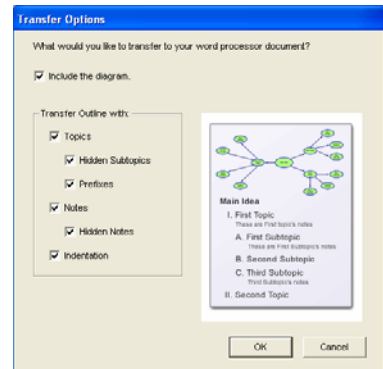 Transfer Options
What would you like to transfer to your word processor document?
Include the diagram.
Transfer Outline with:
Topics
Hidden Subtopics
Prefixes
Notes
Hidden Notes
Indentation
Main Idea
I. First Topic
These are First topic's notes
A. First Subtopic
These are First Subtopic's notes
B. Second Subtopic
C. Third Subtopic
Third Subtopic's notes
II. Second Topic
OK
Cancel